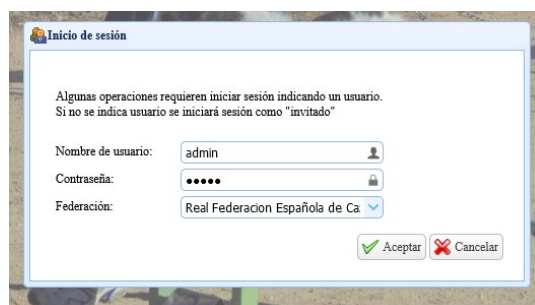 Inicio de sesión
Algunas operaciones requieren iniciar sesión indicando un usuario.
Si no se indica usuario se iniciará sesión como "invitado"
Nombre de usuario: admin
Contraseña: •••••
Federación: Real Federacion Española de Ca
Aceptar Cancelar